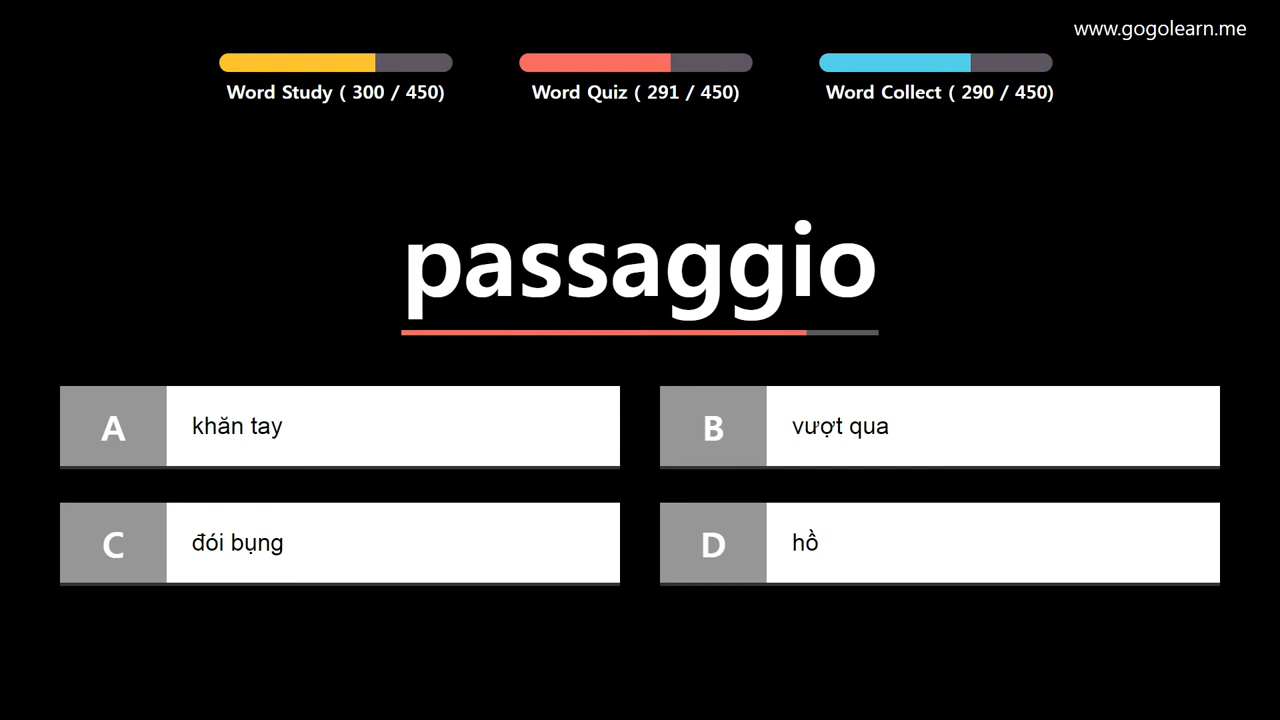 www.gogolearn.me
Word Study ( 300 / 450)
Word Quiz ( 291 / 450)
Word Collect ( 290 / 450)
passaggio
A
khăn tay
B
vượt qua
C
đói bụng
D
hồ